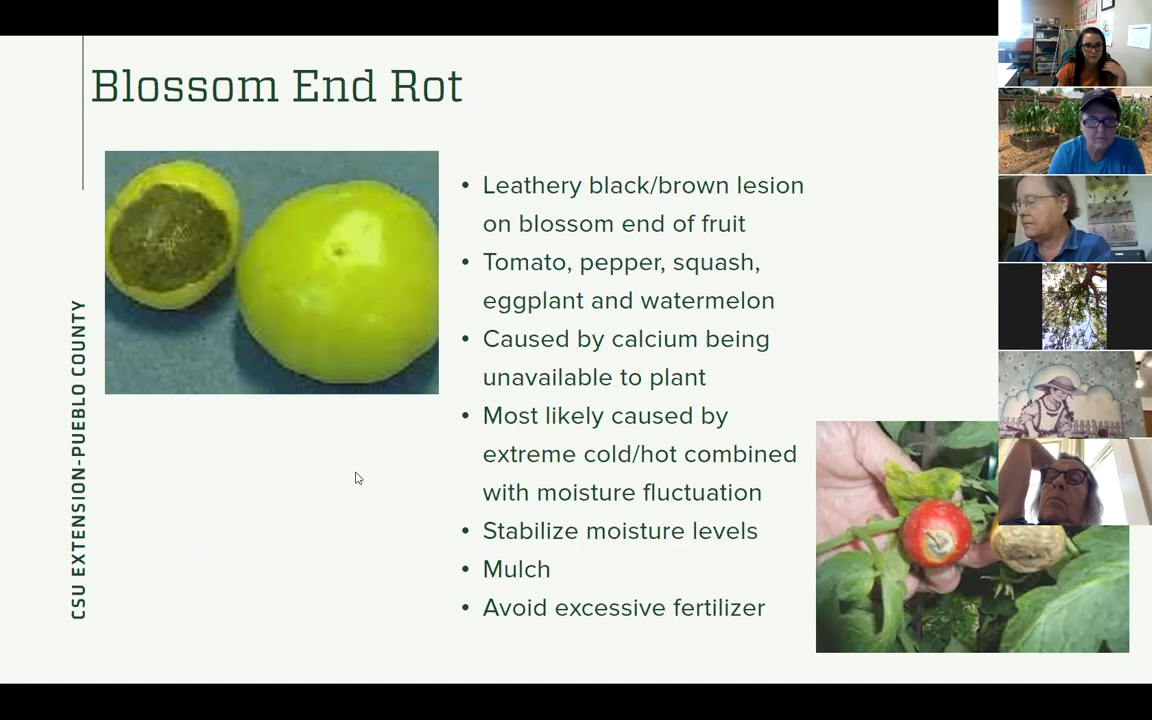 Blossom End Rot
• Leathery black/brown lesion
on blossom end of fruit
• Tomato, pepper, squash,
eggplant and watermelon
• Caused by calcium being
unavailable to plant
• Most likely caused by
extreme cold/hot combined
with moisture fluctuation
• Stabilize moisture levels
• Mulch
• Avoid excessive fertilizer
CSU EXTENSION-PUEBLO COUNTY